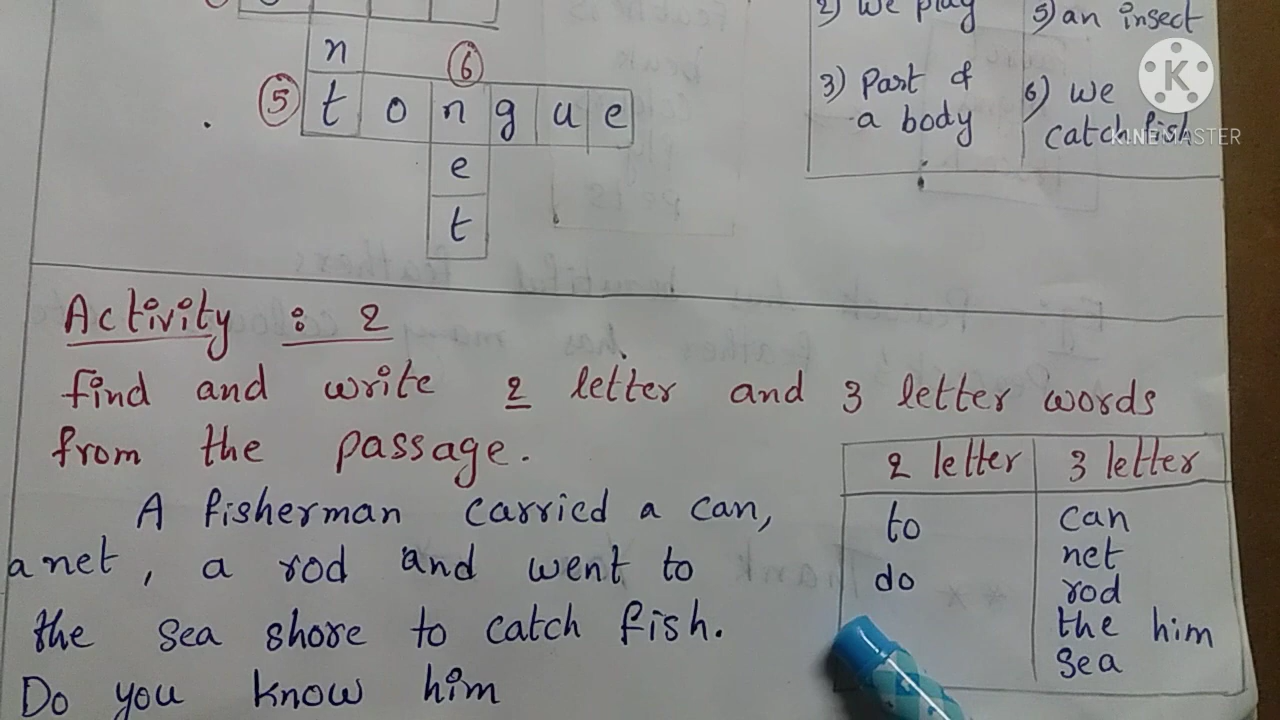 2) We play
5) an insect
n
6
3) Part of
a body
6) we
catch fish
K
KINEMASTER
5 t o n g u e
e
t
Activity : 2
find and write 2 letter and 3 letter words
from the passage.
2 letter 3 letter
A fisherman carried a can,
a net, a rod and went to
the sea shore to catch fish.
Do you know him
to can
net
do rod
the him
sea